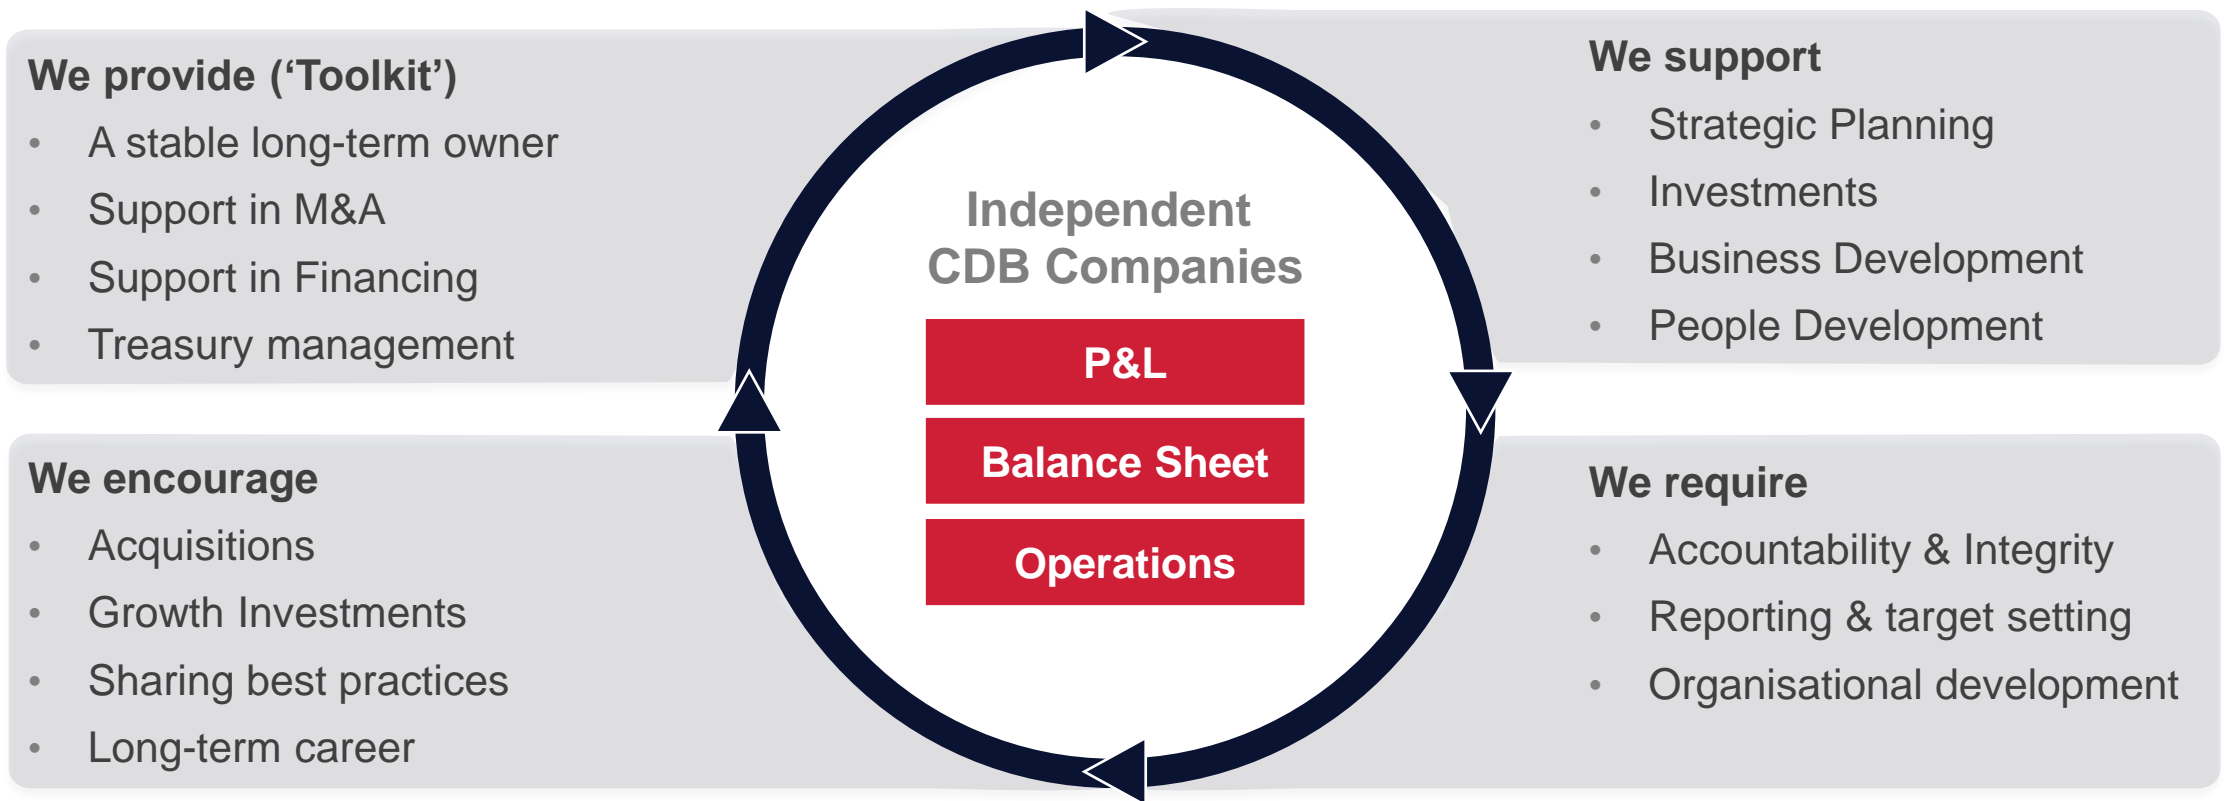 We provide (‘Toolkit’)
• A stable long-term owner
• Support in M&A
• Support in Financing
• Treasury management
We support
• Strategic Planning
• Investments
• Business Development
• People Development
Independent
CDB Companies
P&L
Balance Sheet
Operations
We encourage
• Acquisitions
• Growth Investments
• Sharing best practices
• Long-term career
We require
• Accountability & Integrity
• Reporting & target setting
• Organisational development